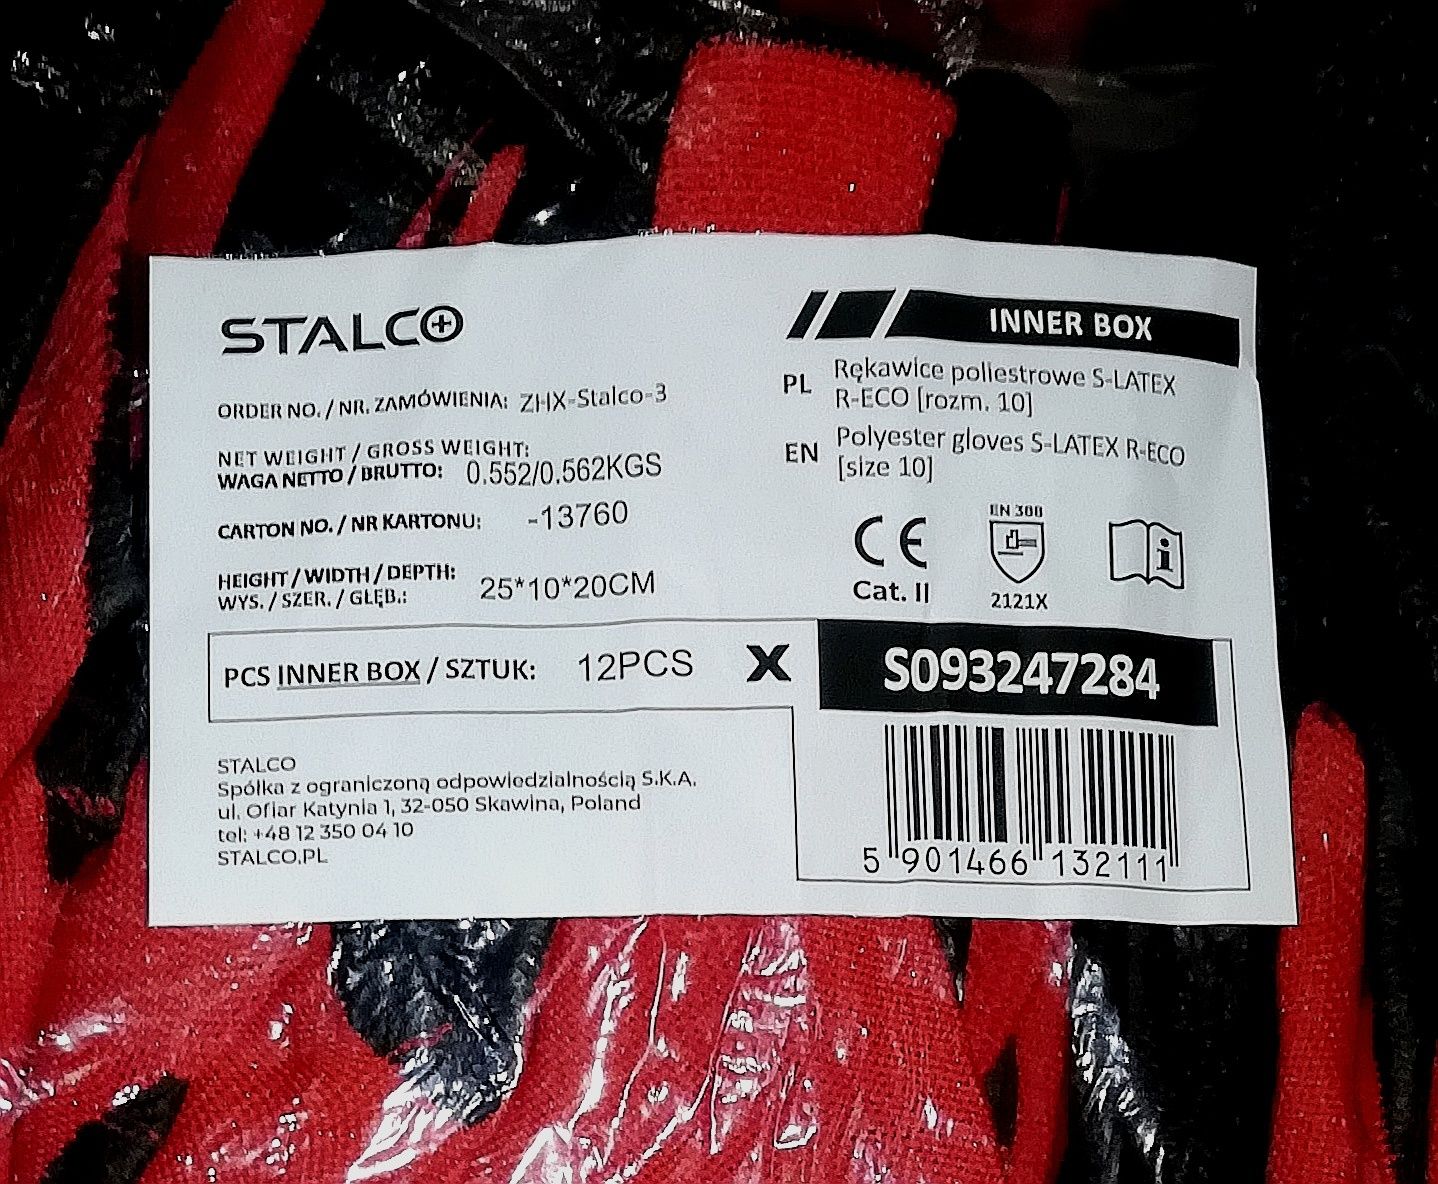 STALCO
ORDER NO. / NR. ZAMÓWIENIA: ZHX-Stalco-3
NET WEIGHT / GROSS WEIGHT:
WAGA NETTO / BRUTTO: 0.552/0.562KGS
CARTON NO. / NR KARTONU: -13760
HEIGHT / WIDTH / DEPTH:
WYS. / SZER. / GŁĘB.: 25*10*20CM
PCS INNER BOX / SZTUK: 12PCS X
STALCO
Spółka z ograniczoną odpowiedzialnością S.K.A.
ul. Ofiar Katynia 1, 32-050 Skawina, Poland
tel: +48 12 350 04 10
STALCO.PL
INNER BOX
PL Rękawice poliestrowe S-LATEX
R-ECO [rozm. 10]
EN Polyester gloves S-LATEX R-ECO
[size 10]
CE
Cat. II
EN 388
2121X
i
S093247284
5 901466 132111